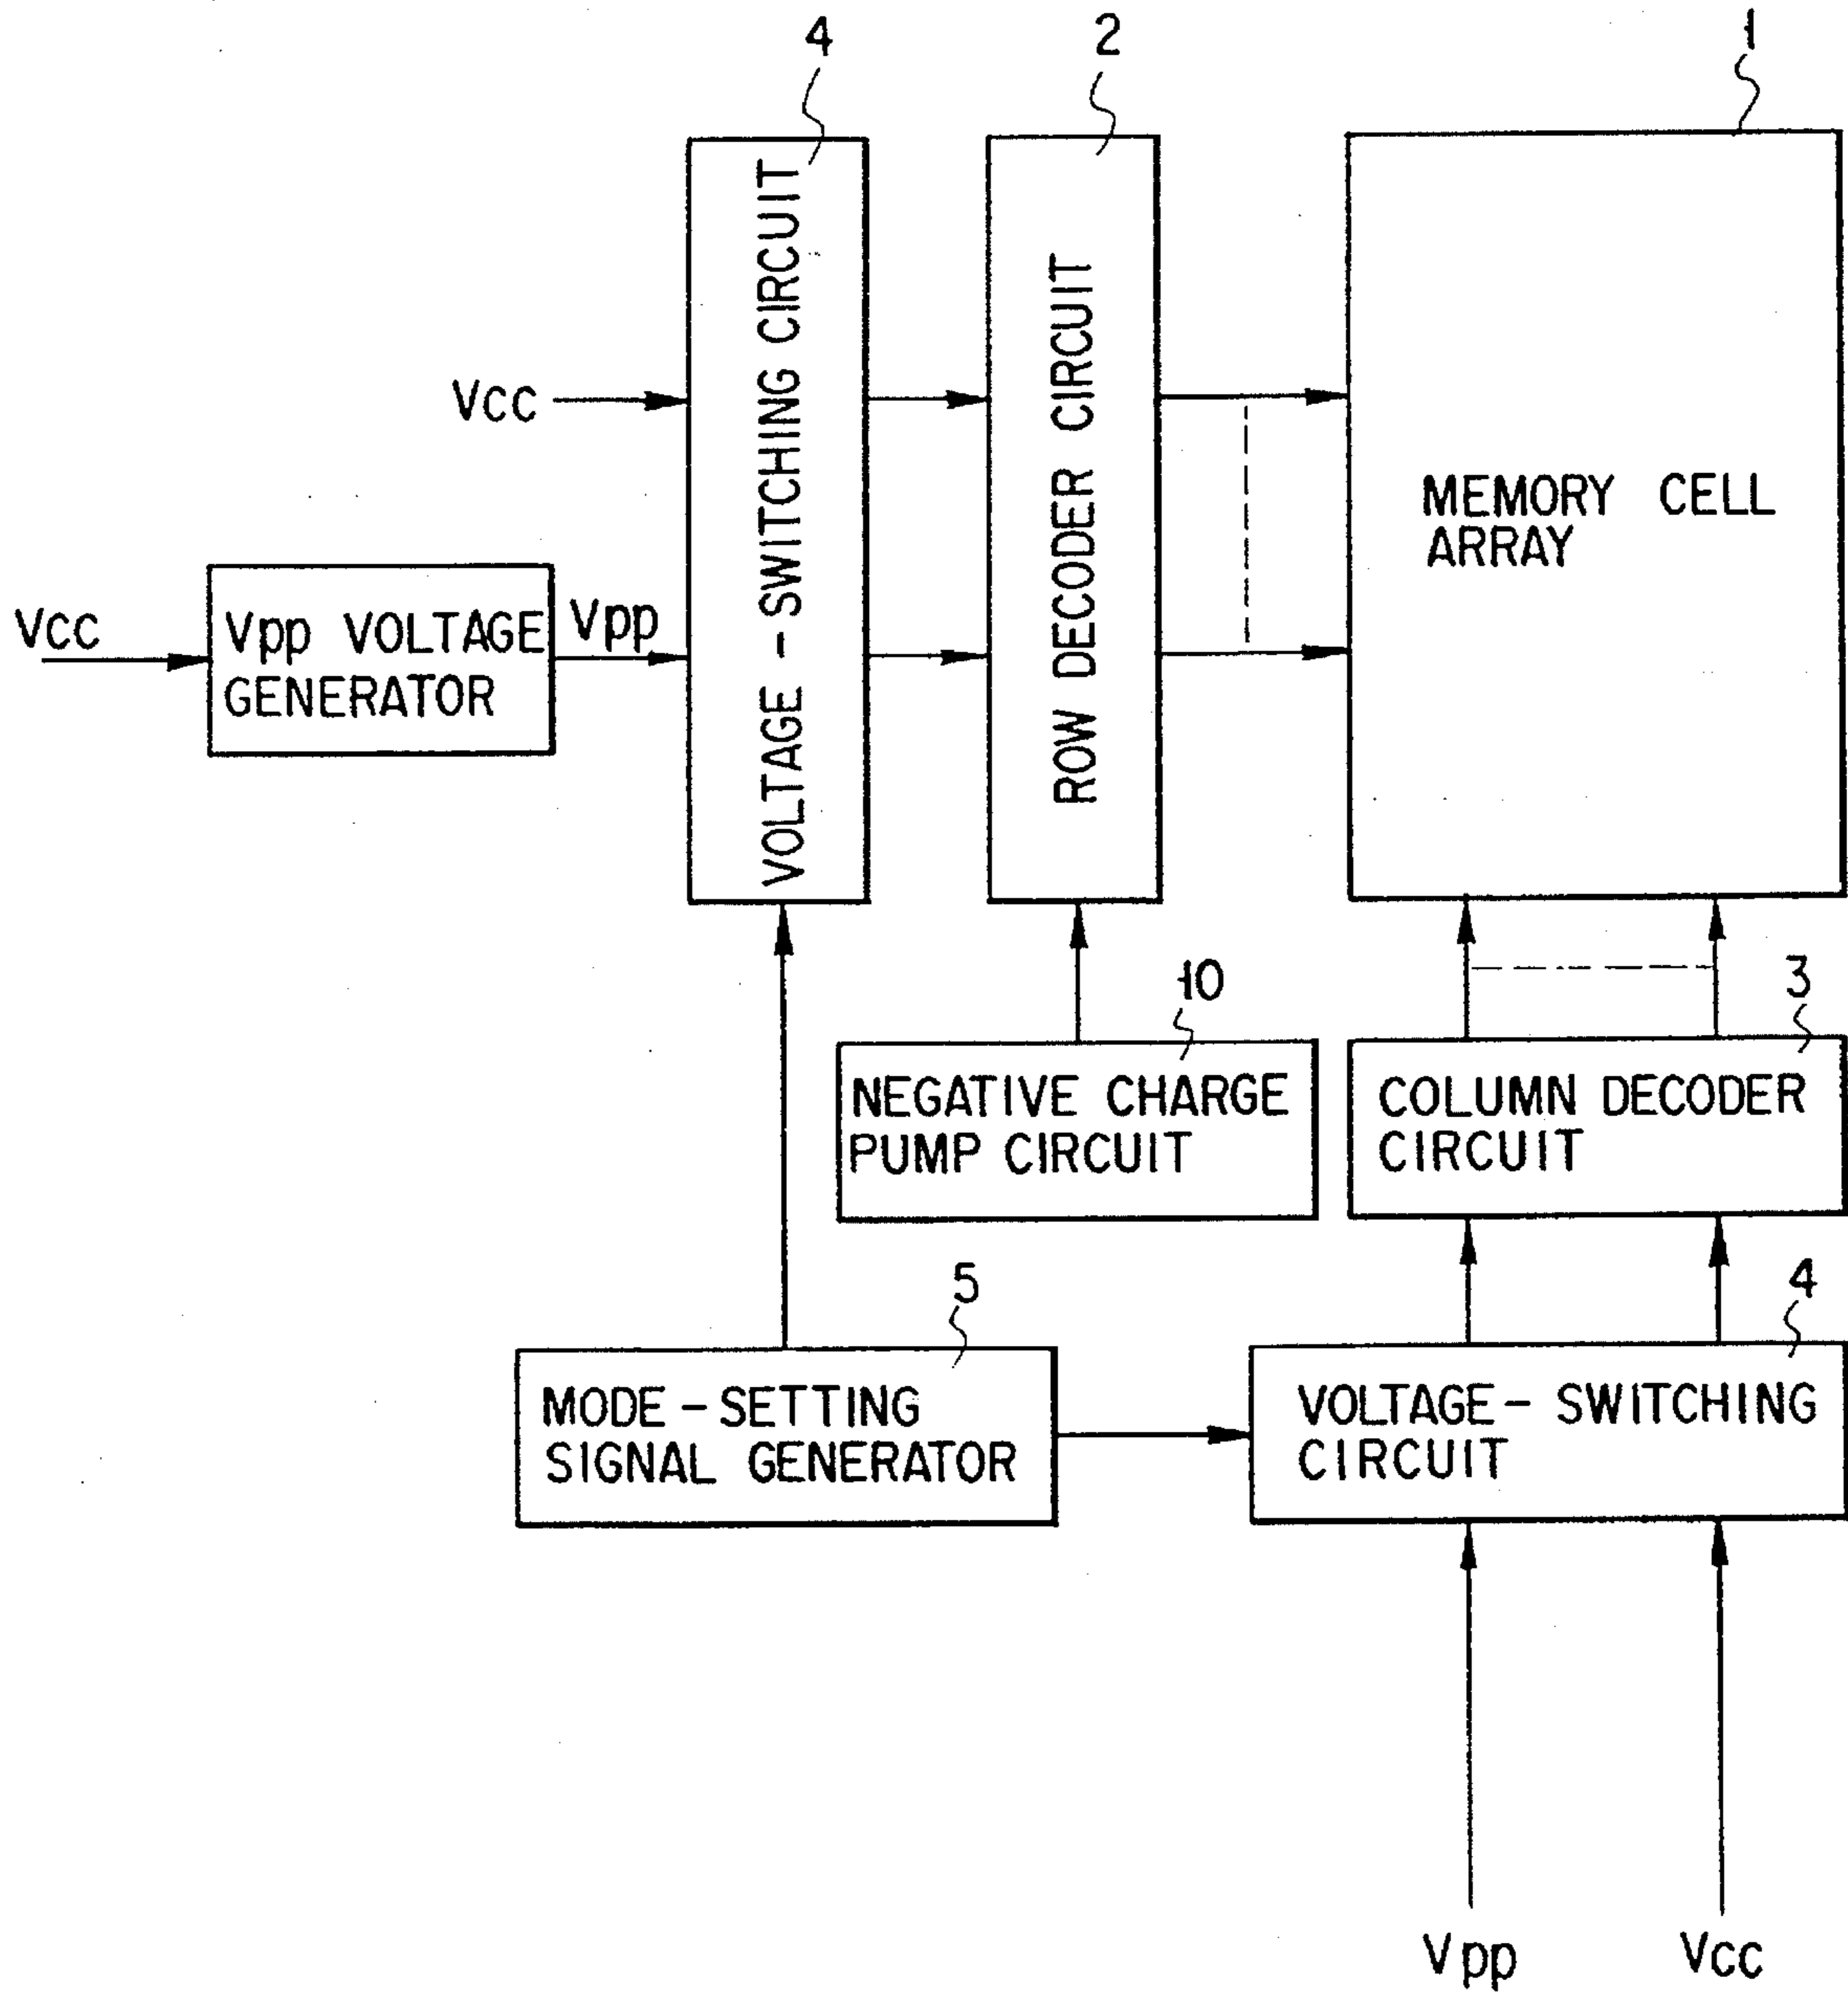 4
2
1
VOLTAGE - SWITCHING CIRCUIT
ROW DECODER CIRCUIT
MEMORY CELL
ARRAY
Vcc
Vcc
Vpp VOLTAGE
GENERATOR
Vpp
10
NEGATIVE CHARGE
PUMP CIRCUIT
3
COLUMN DECODER
CIRCUIT
5
MODE - SETTING
SIGNAL GENERATOR
4
VOLTAGE - SWITCHING
CIRCUIT
Vpp
Vcc